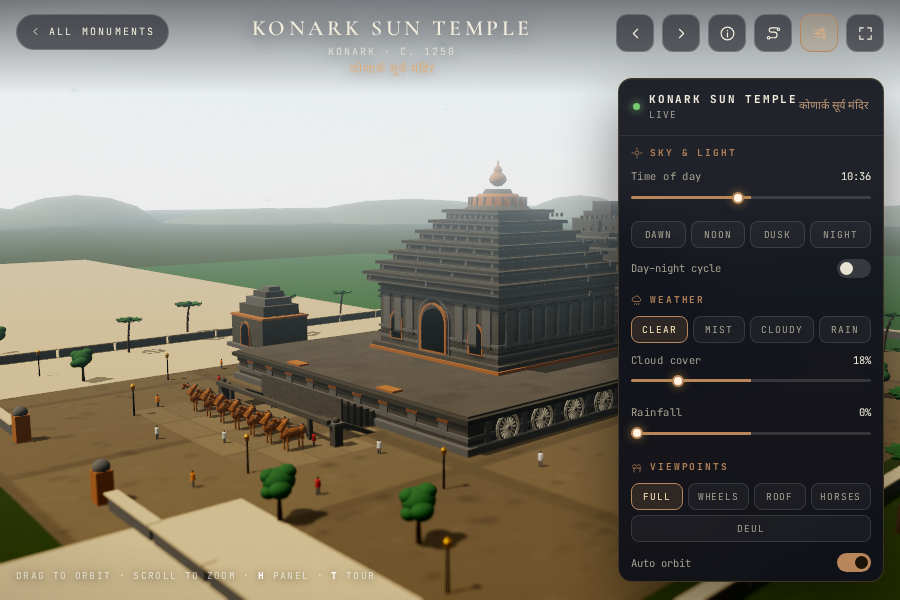 ALL MONUMENTS
KONARK SUN TEMPLE
KONARK · C. 1250
कोणार्क सूर्य मंदिर
KONARK SUN TEMPLE
कोणार्क सूर्य मंदिर
LIVE
SKY & LIGHT
Time of day 10:36
DAWN NOON DUSK NIGHT
Day-night cycle
WEATHER
CLEAR MIST CLOUDY RAIN
Cloud cover 18%
Rainfall 0%
VIEWPOINTS
FULL WHEELS ROOF HORSES
DEUL
Auto orbit
DRAG TO ORBIT · SCROLL TO ZOOM · H PANEL · T TOUR